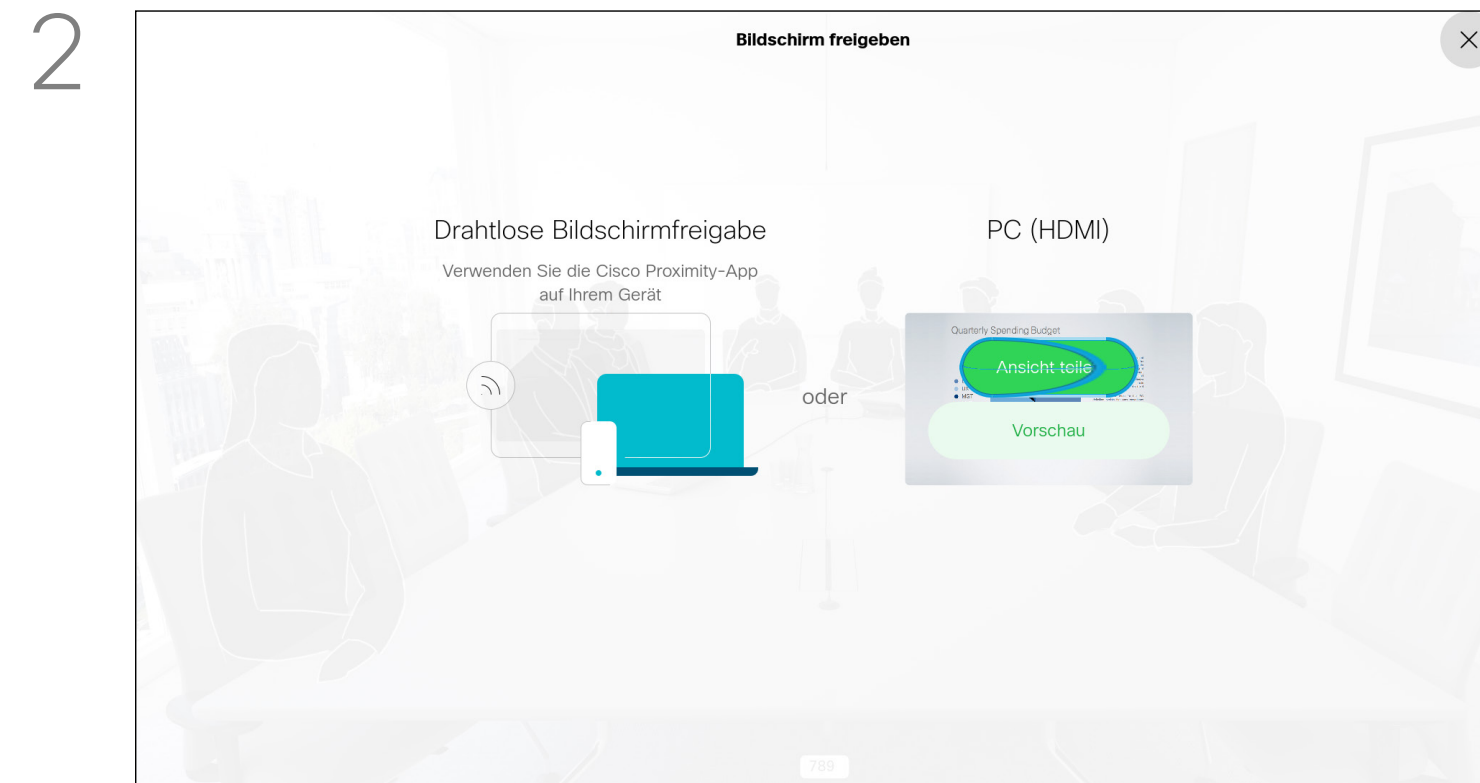 2
Bildschirm freigeben
Drahtlose Bildschirmfreigabe
Verwenden Sie die Cisco Proximity-App
auf Ihrem Gerät
oder
PC (HDMI)
Quarterly Spending Budget
Ansicht
Vorschau
789